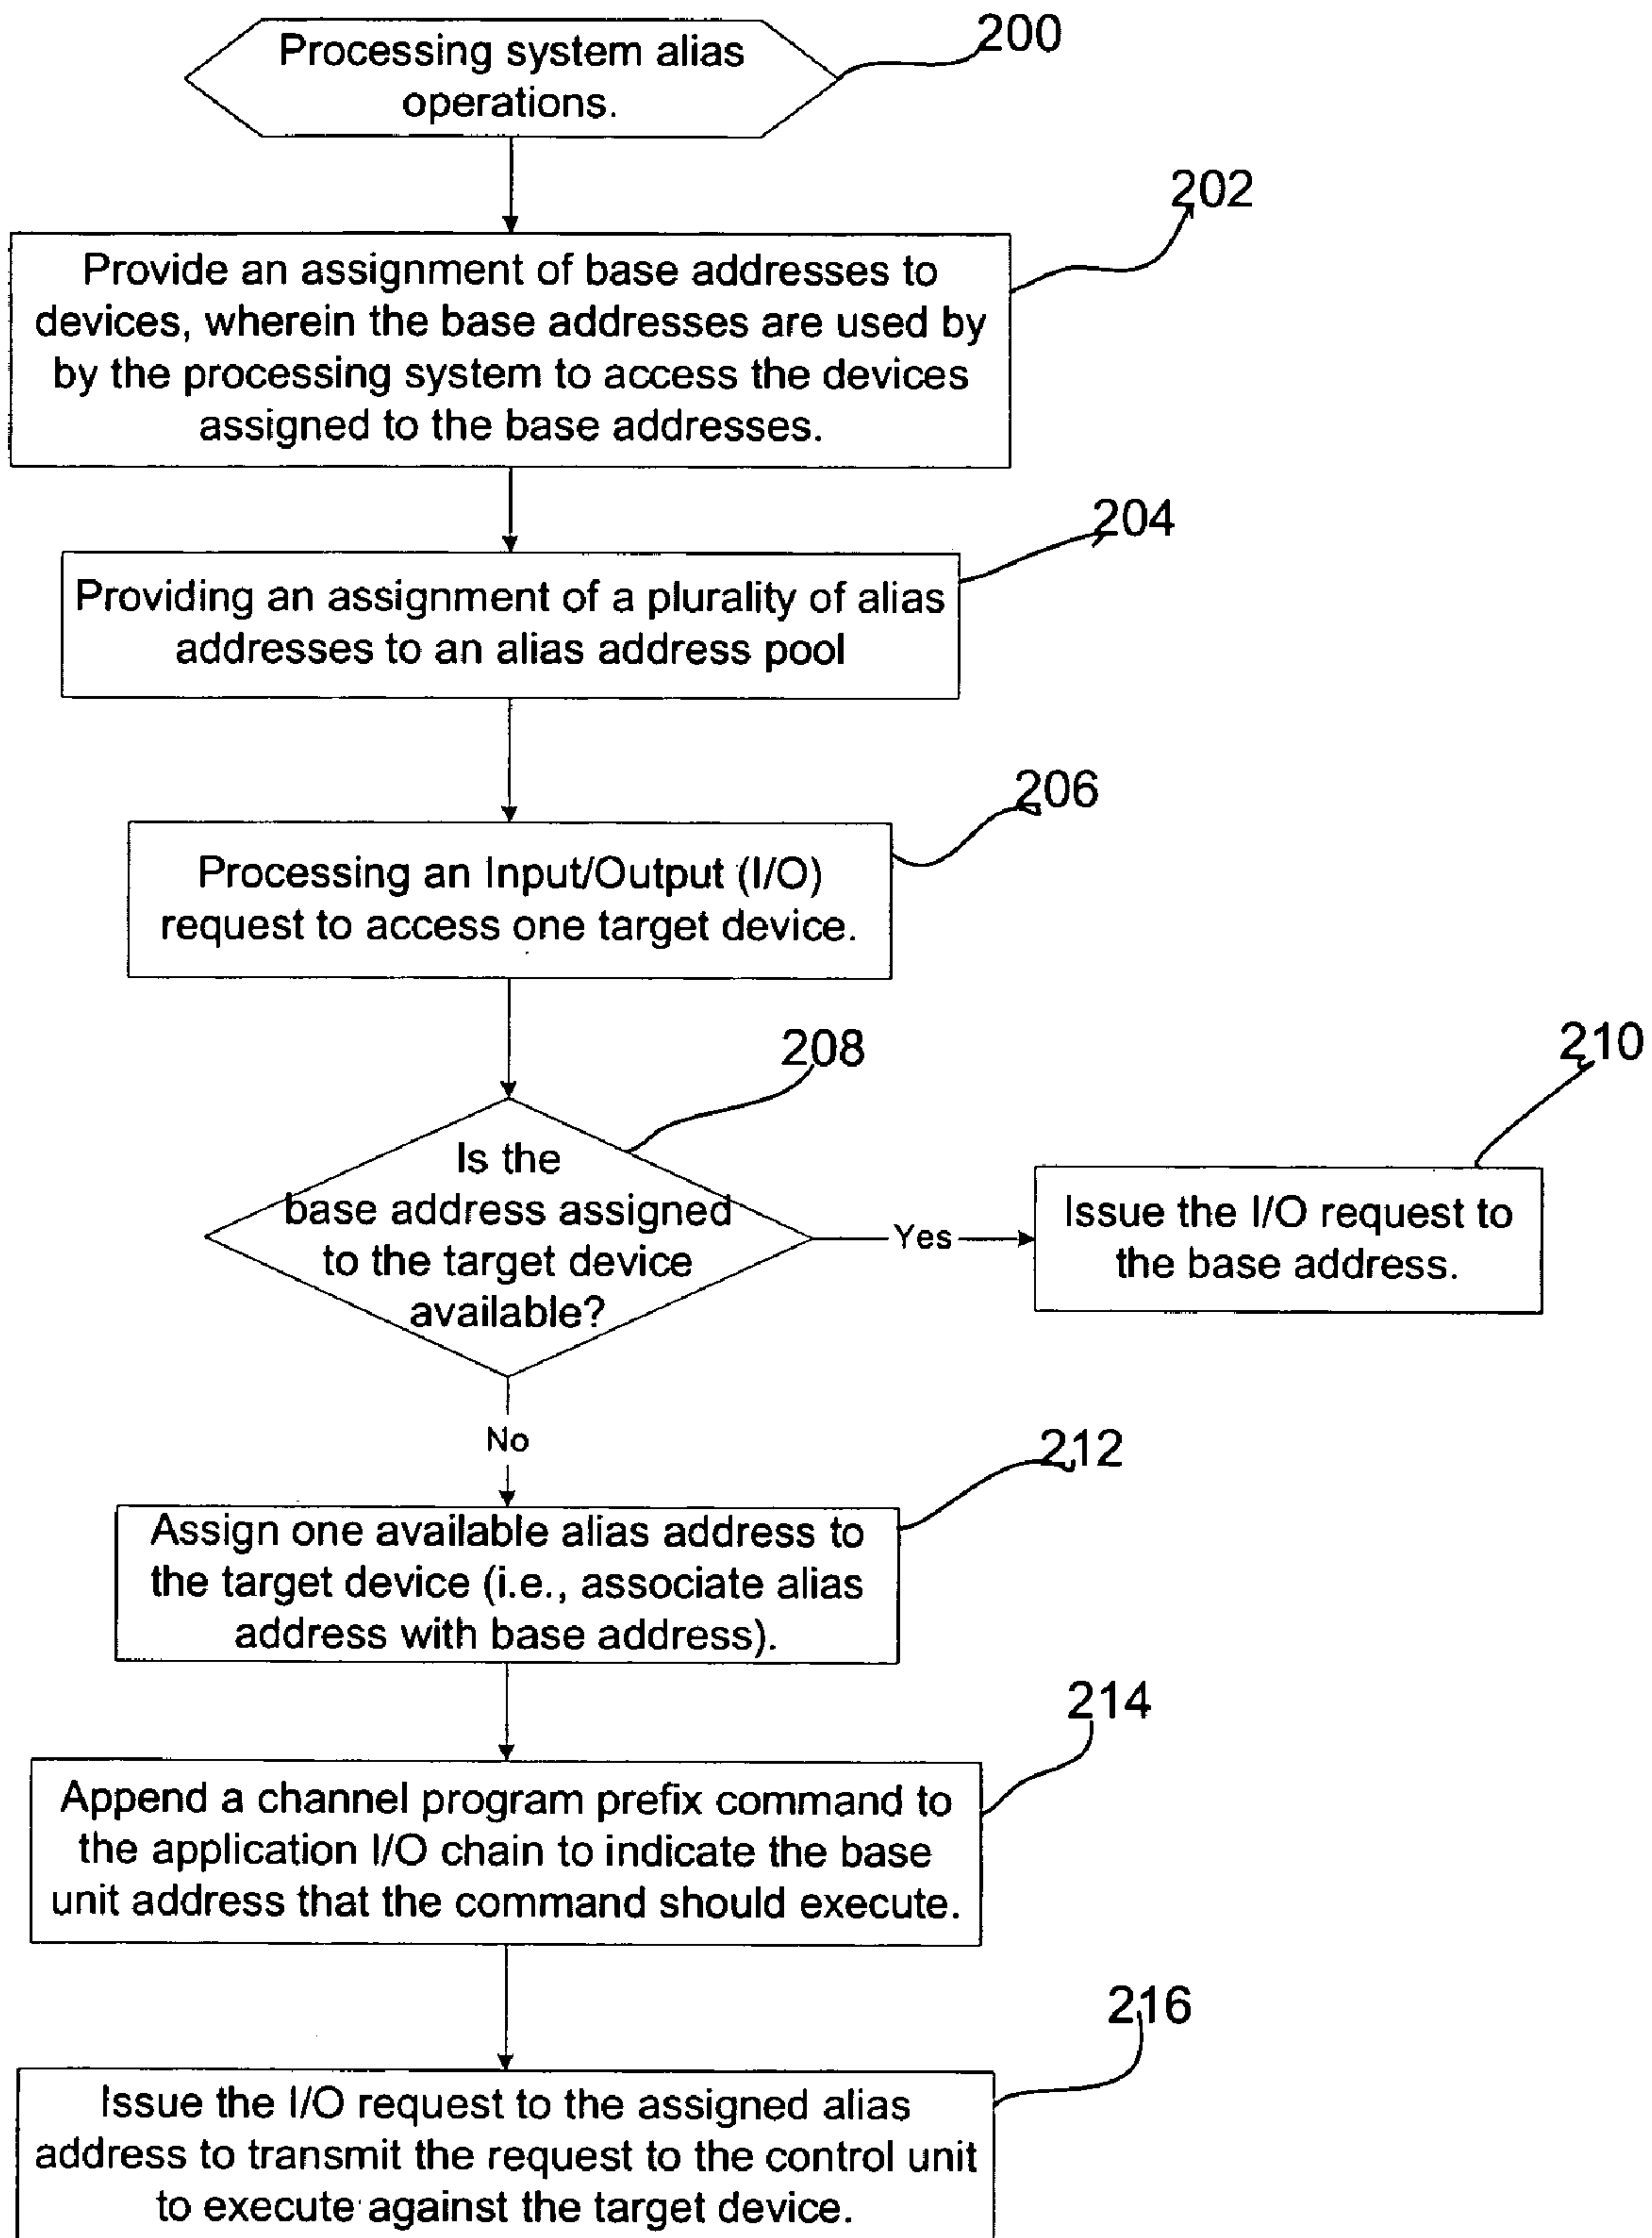 Processing system alias
operations.
200
202
Provide an assignment of base addresses to
devices, wherein the base addresses are used by
by the processing system to access the devices
assigned to the base addresses.
204
Providing an assignment of a plurality of alias
addresses to an alias address pool
206
Processing an Input/Output (I/O)
request to access one target device.
208
210
Is the
base address assigned
to the target device
available?
Yes
Issue the I/O request to
the base address.
No
212
Assign one available alias address to
the target device (i.e., associate alias
address with base address).
214
Append a channel program prefix command to
the application I/O chain to indicate the base
unit address that the command should execute.
216
Issue the I/O request to the assigned alias
address to transmit the request to the control unit
to execute against the target device.